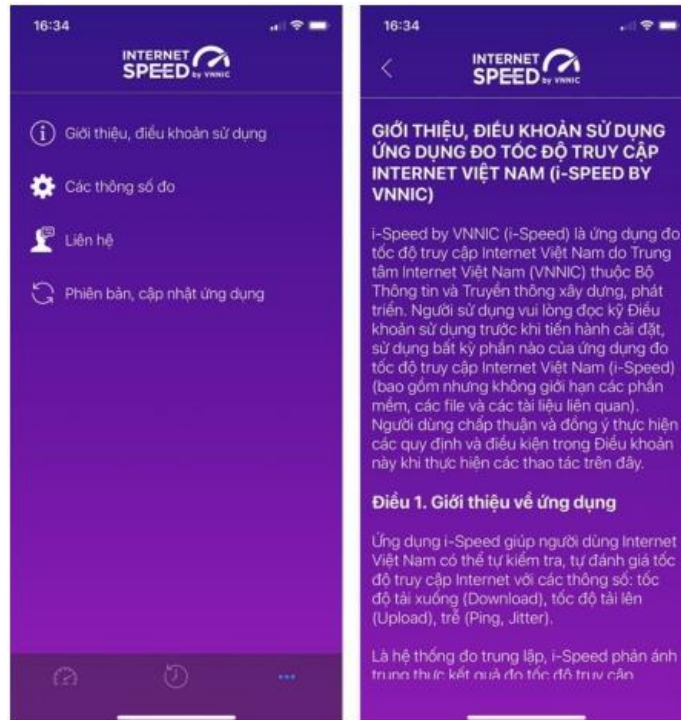 16:34
INTERNET
SPEED by VNNIC
Giới thiệu, điều khoản sử dụng
Các thông số đo
Liên hệ
Phiên bản, cập nhật ứng dụng
16:34
INTERNET
SPEED by VNNIC
GIỚI THIỆU, ĐIỀU KHOẢN SỬ DỤNG
ỨNG DỤNG ĐO TỐC ĐỘ TRUY CẬP
INTERNET VIỆT NAM (i-SPEED BY
VNNIC)
i-Speed by VNNIC (i-Speed) là ứng dụng đo
tốc độ truy cập Internet Việt Nam do Trung
tâm Internet Việt Nam (VNNIC) thuộc Bộ
Thông tin và Truyền thông xây dựng, phát
triển. Người sử dụng vui lòng đọc kỹ Điều
khoản sử dụng trước khi tiến hành cài đặt,
sử dụng bất kỳ phần nào của ứng dụng đo
tốc độ truy cập Internet Việt Nam (i-Speed)
(bao gồm nhưng không giới hạn các phần
mềm, các file và các tài liệu liên quan).
Người dùng chấp thuận và đồng ý thực hiện
các quy định và điều kiện trong Điều khoản
này khi thực hiện các thao tác trên đây.
Điều 1. Giới thiệu về ứng dụng
Ứng dụng i-Speed giúp người dùng Internet
Việt Nam có thể tự kiểm tra, tự đánh giá tốc
độ truy cập Internet với các thông số: tốc
độ tải xuống (Download), tốc độ tải lên
(Upload), trễ (Ping, Jitter).
Là hệ thống đo trung lập, i-Speed phản ánh
trung thực kết quả đo tốc độ truy cập